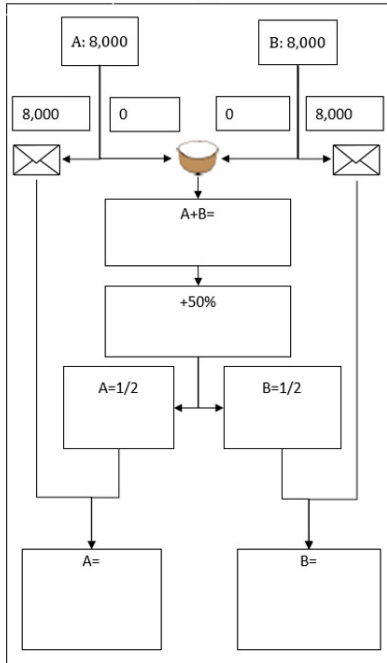 A: 8,000 B: 8,000
8,000 0 0 8,000
A+B=
+50%
A=1/2 B=1/2
A= B=